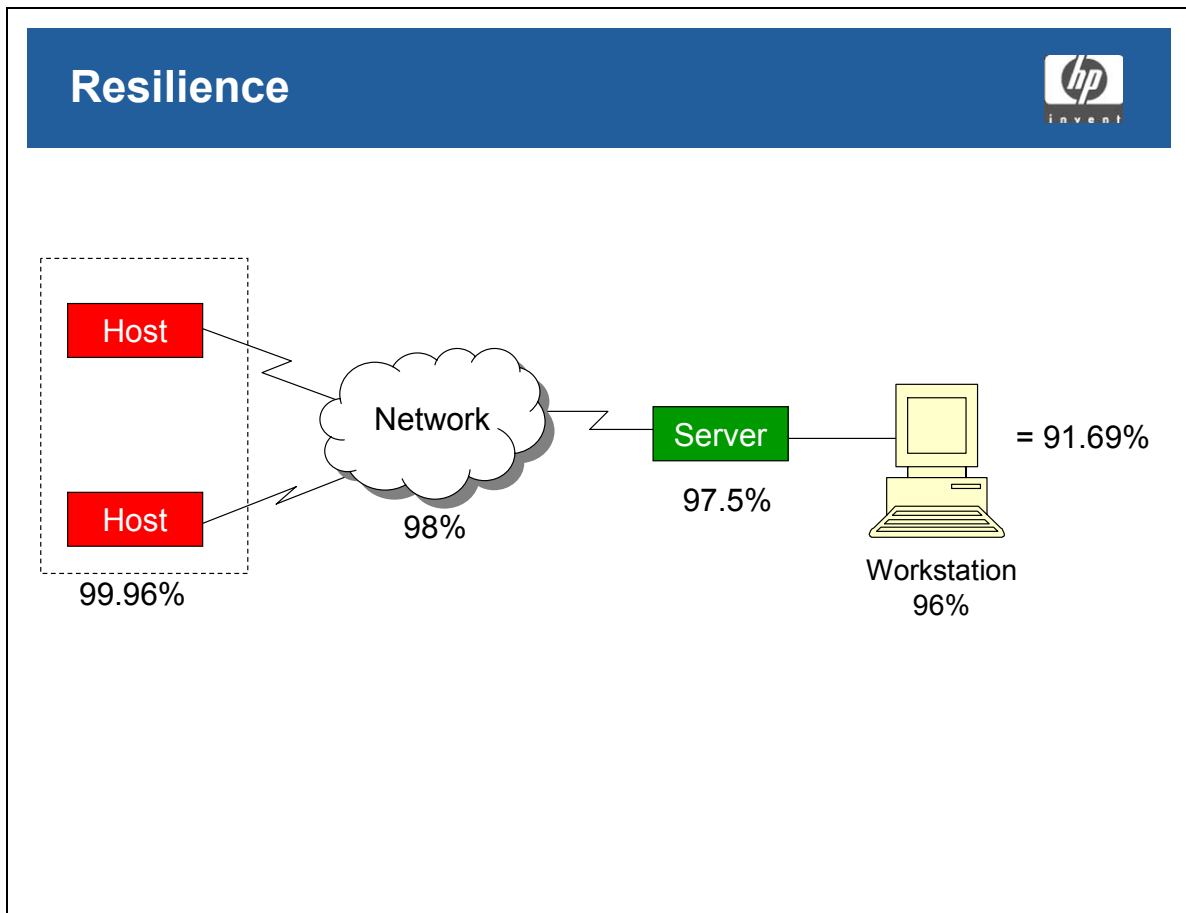 Resilience
hp
invent
Host
Network
Server
= 91.69%
Host
98%
97.5%
Workstation
96%
99.96%